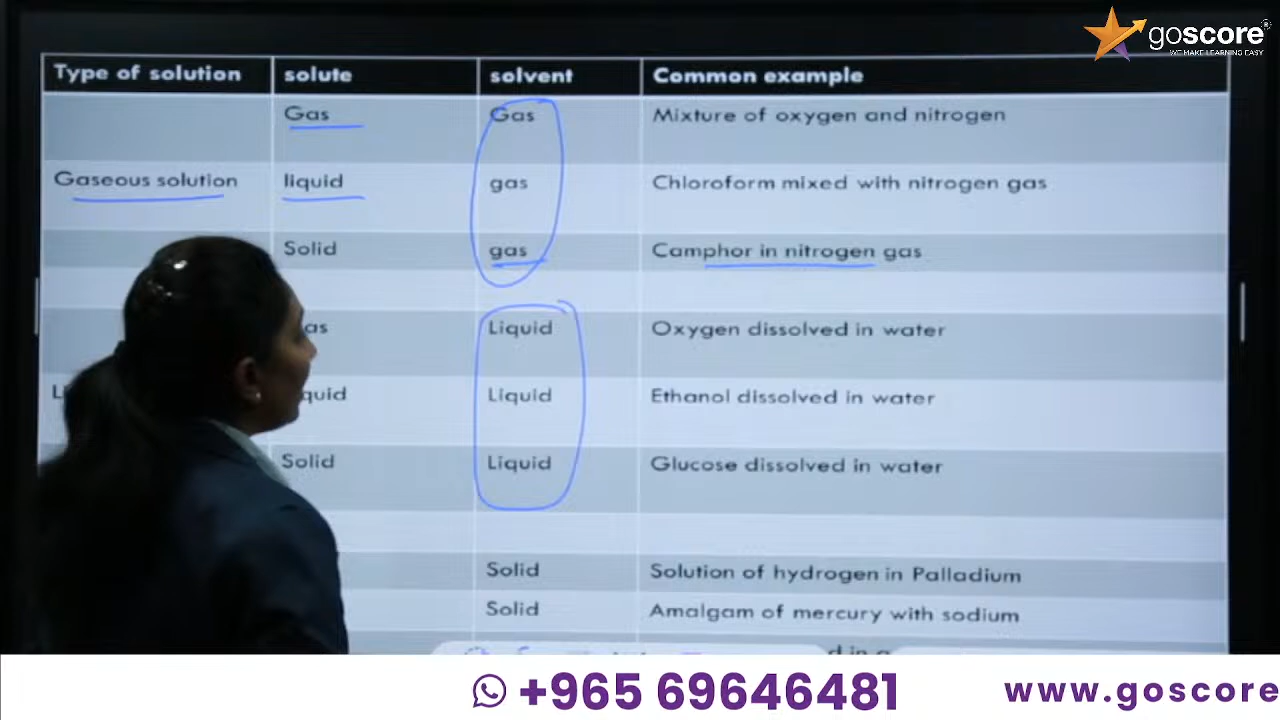 goscore
WE MAKE LEARNING EASY
Type of solution solute solvent Common example
Gas Gas Mixture of oxygen and nitrogen
Gaseous solution liquid gas Chloroform mixed with nitrogen gas
Solid gas Camphor in nitrogen gas
as Liquid Oxygen dissolved in water
quid Liquid Ethanol dissolved in water
Solid Liquid Glucose dissolved in water
Solid Solution of hydrogen in Palladium
Solid Amalgam of mercury with sodium
+965 69646481 www.goscore